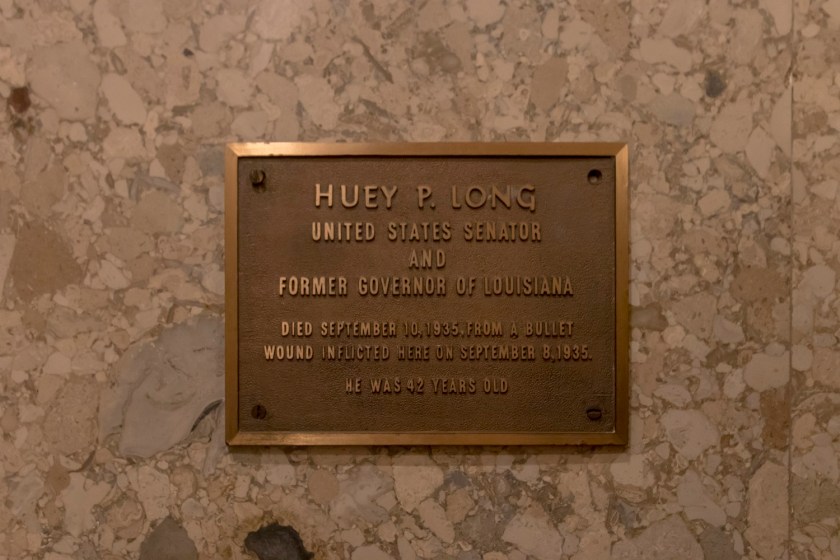 HUEY P. LONG
UNITED STATES SENATOR
AND
FORMER GOVERNOR OF LOUISIANA
DIED SEPTEMBER 10, 1935, FROM A BULLET
WOUND INFLICTED HERE ON SEPTEMBER 8, 1935.
HE WAS 42 YEARS OLD